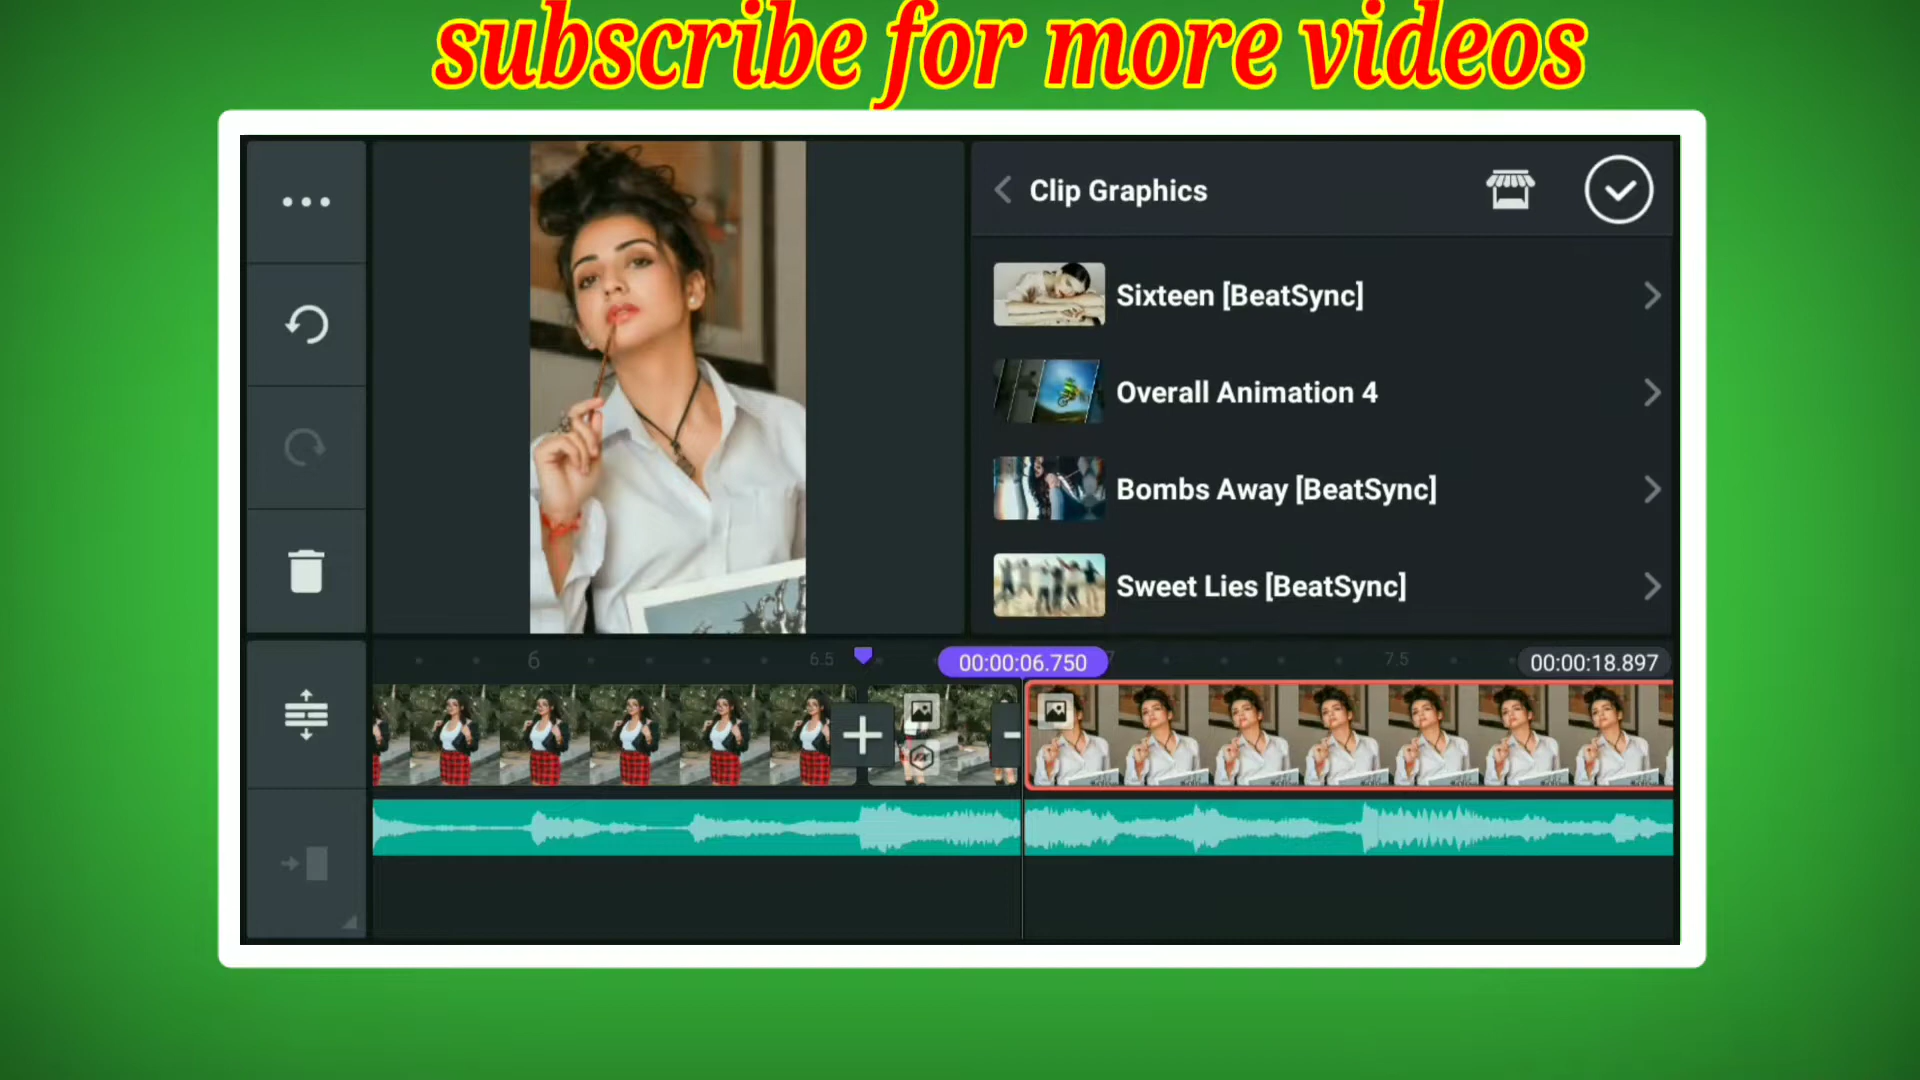 subscribe for more videos
Clip Graphics
Sixteen [BeatSync]
Overall Animation 4
Bombs Away [BeatSync]
Sweet Lies [BeatSync]
6
6.5
00:00:06.750
7.5
00:00:18.897